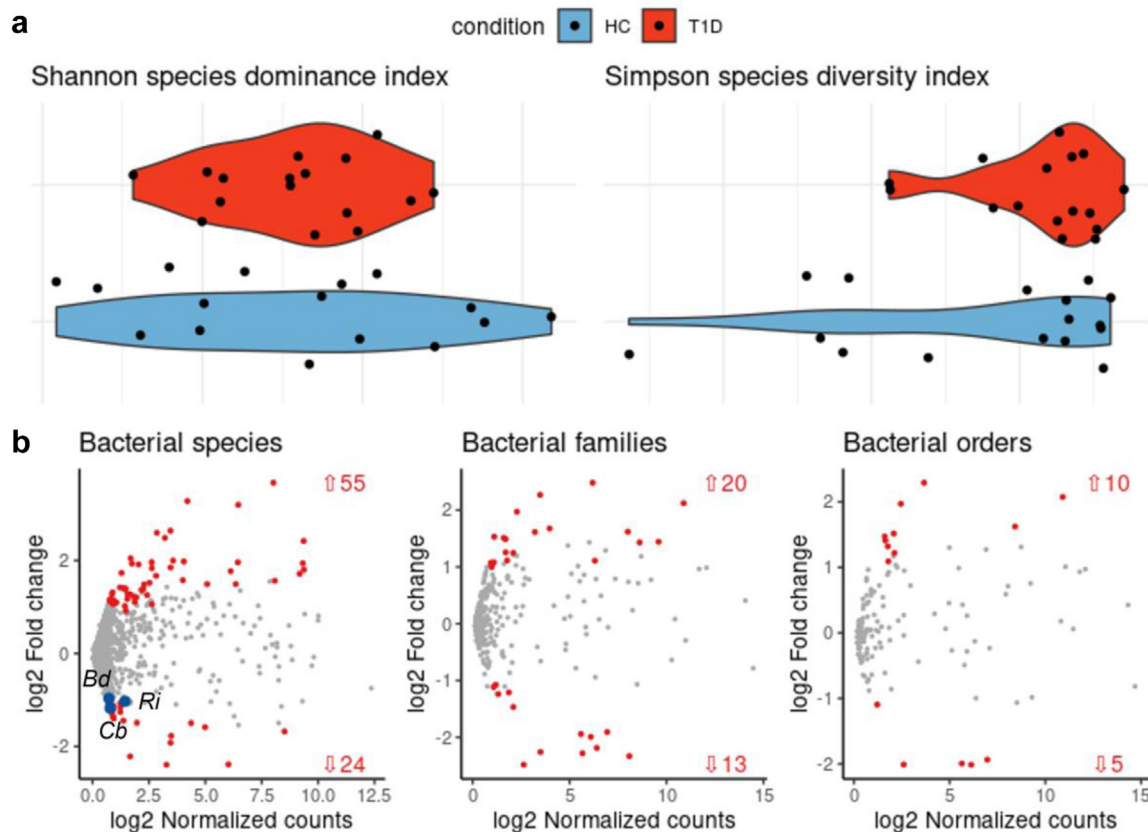 a
condition HC T1D
Shannon species dominance index Simpson species diversity index
b
Bacterial species Bacterial families Bacterial orders
⇧55 ⇧20 ⇧10
2 2 2
1 1
0 0 0
-1 -1
-2 -2 -2
log2 Fold change log2 Fold change log2 Fold change
Bd
Ri
Cb
⇩24 ⇩13 ⇩5
0.0 2.5 5.0 7.5 10.0 12.5 0 5 10 15 0 5 10 15
log2 Normalized counts log2 Normalized counts log2 Normalized counts